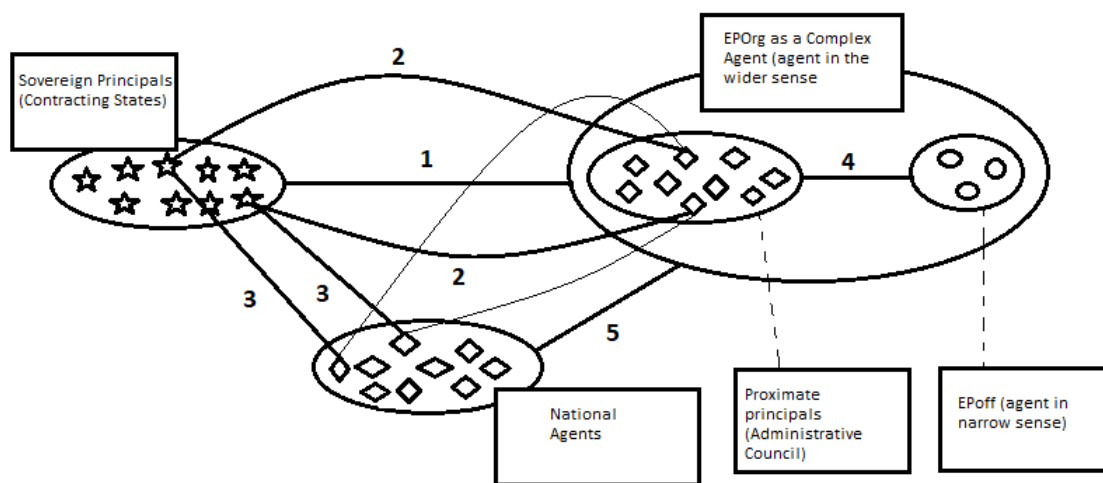 Sovereign Principals
(Contracting States)
2
EPOrg as a Complex
Agent (agent in the
wider sense
1
4
2
3
3
5
National
Agents
Proximate
principals
(Administrative
Council)
EPoff (agent in
narrow sense)